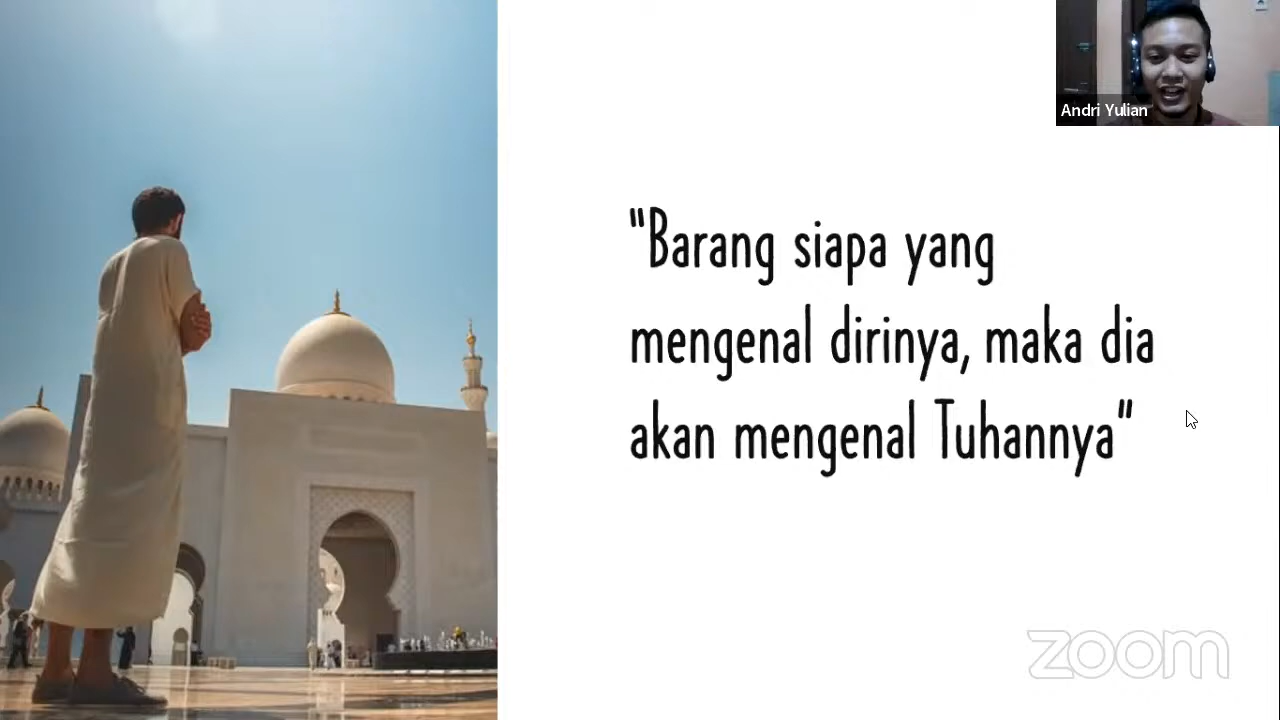 Andri Yulian
"Barang siapa yang
mengenal dirinya, maka dia
akan mengenal Tuhannya"
zoom